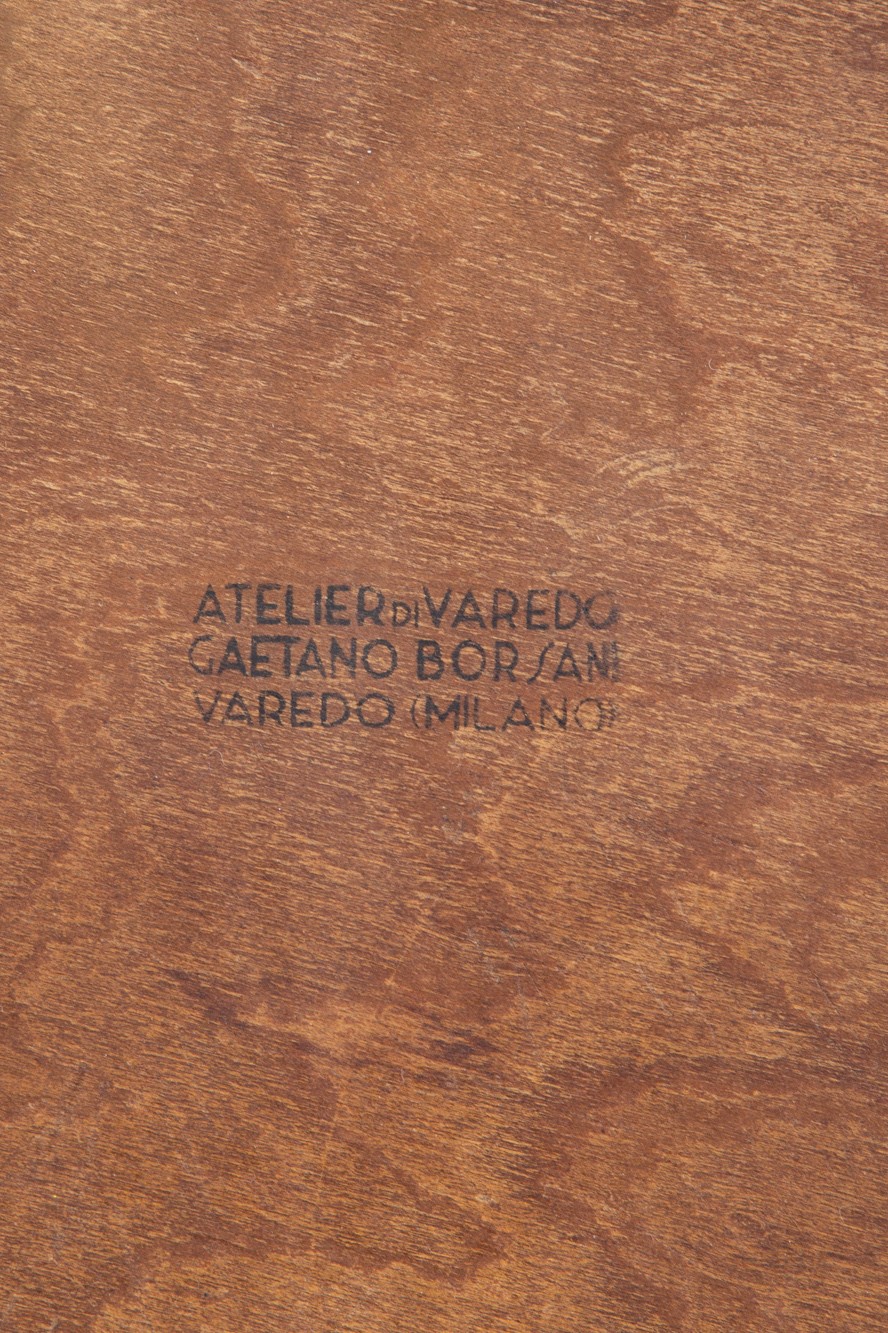 ATELIER DI VAREDO
GAETANO BORSANI
VAREDO (MILANO)